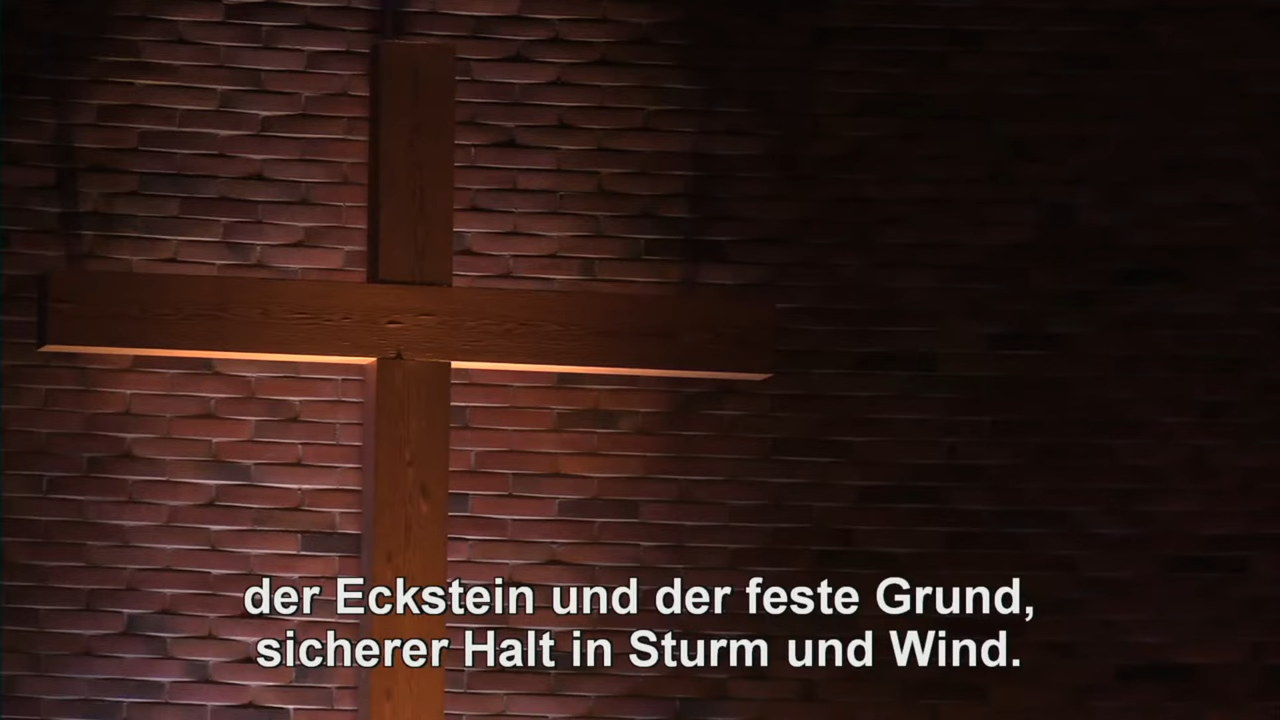 der Eckstein und der feste Grund,
sicherer Halt in Sturm und Wind.